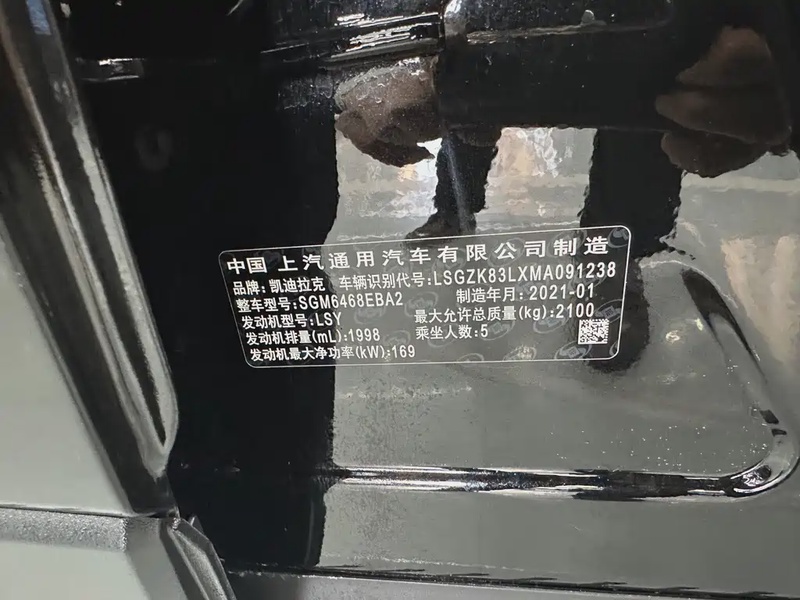 中国 上汽通用汽车有限公司制造
品牌: 凯迪拉克 车辆识别代号: LSGZK83LXMA091238
整车型号: SGM6468EBA2 制造年月: 2021-01
发动机型号: LSY 最大允许总质量(kg): 2100
发动机排量(mL): 1998 乘坐人数: 5
发动机最大净功率(kW): 169